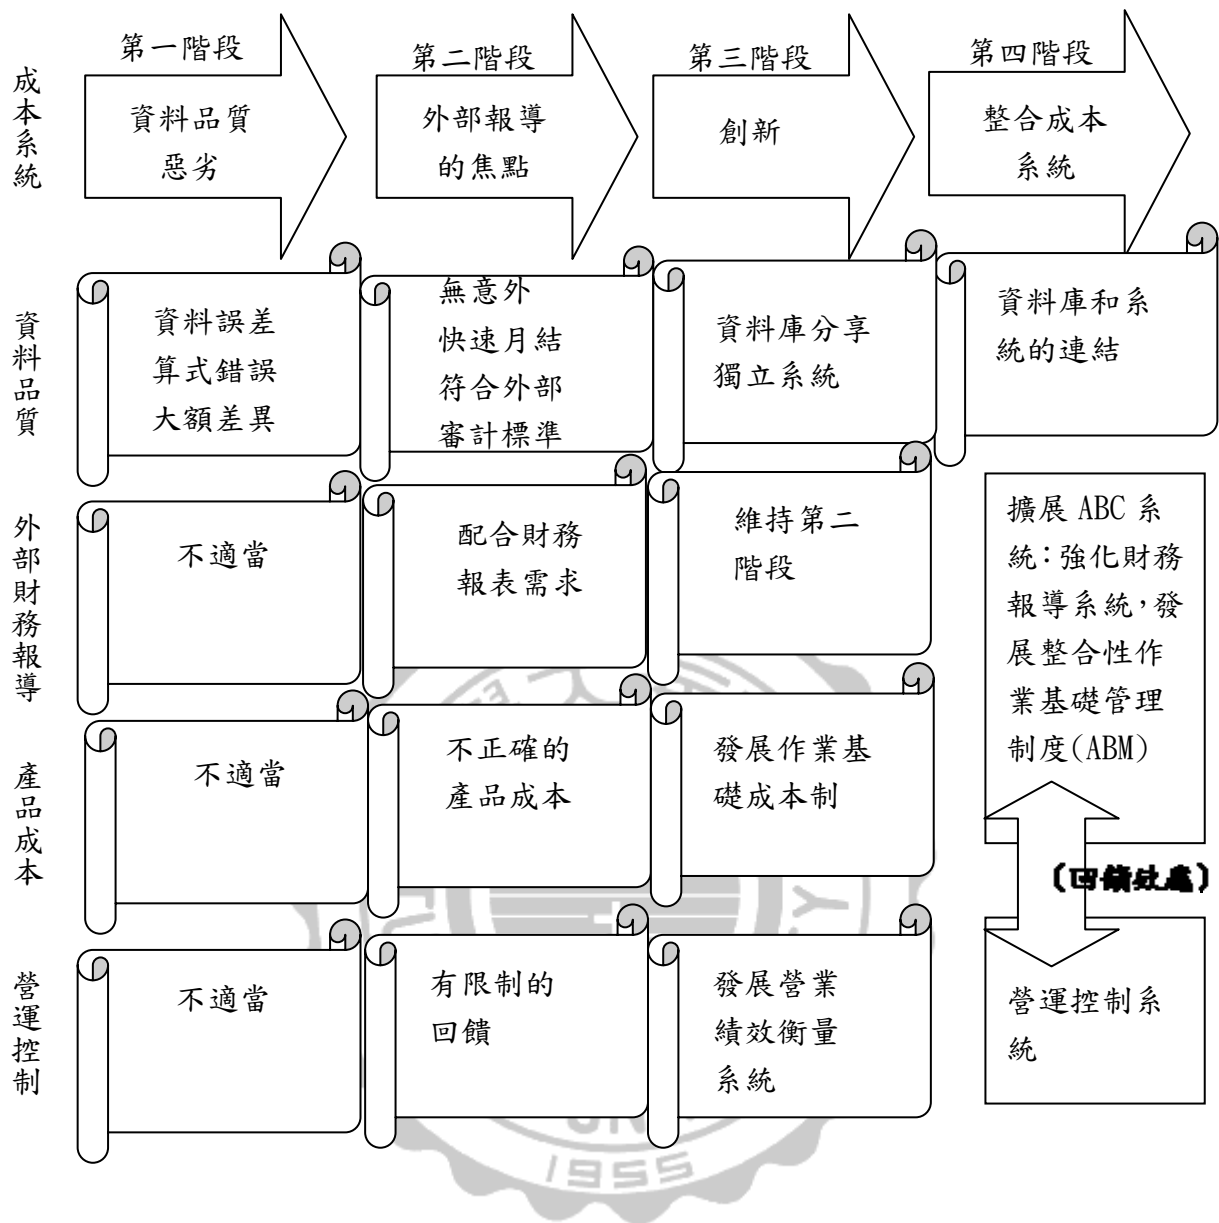 成本系統
第一階段
資料品質
惡劣
第二階段
外部報導
的焦點
第三階段
創新
第四階段
整合成本
系統
資料品質
資料誤差
算式錯誤
大額差異
無意外
快速月結
符合外部
審計標準
資料庫分享
獨立系統
資料庫和系
統的連結
外部財務報導
不適當
配合財務
報表需求
維持第二
階段
擴展 ABC 系
統：強化財務
報導系統，發
展整合性作
業基礎管理
制度(ABM)
產品成本
不適當
不正確的
產品成本
發展作業基
礎成本制
營運控制
不適當
有限制的
回饋
發展營業
績效衡量
系統
營運控制系
統
1955